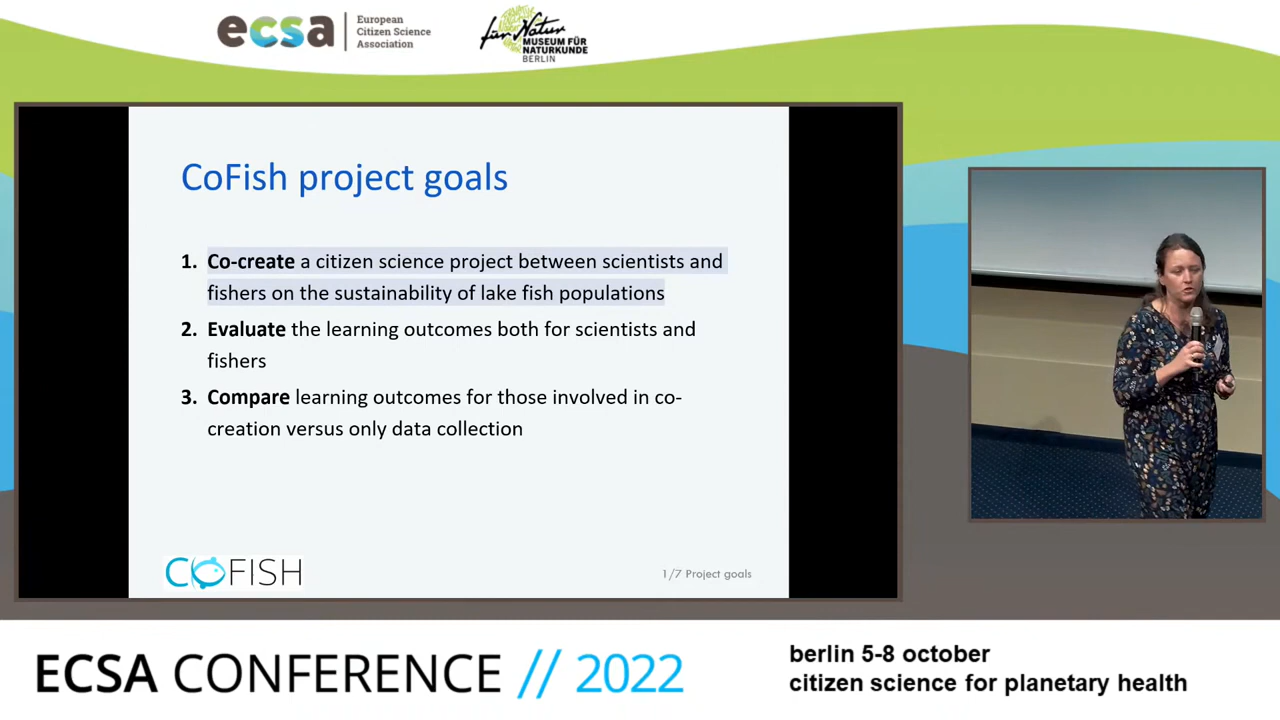 ecsa
European
Citizen Science
Association
für Natur
MUSEUM FÜR
NATURKUNDE
BERLIN
CoFish project goals
1. Co-create a citizen science project between scientists and
fishers on the sustainability of lake fish populations
2. Evaluate the learning outcomes both for scientists and
fishers
3. Compare learning outcomes for those involved in co-
creation versus only data collection
COFISH
1/7 Project goals
ECSA CONFERENCE // 2022
berlin 5-8 october
citizen science for planetary health